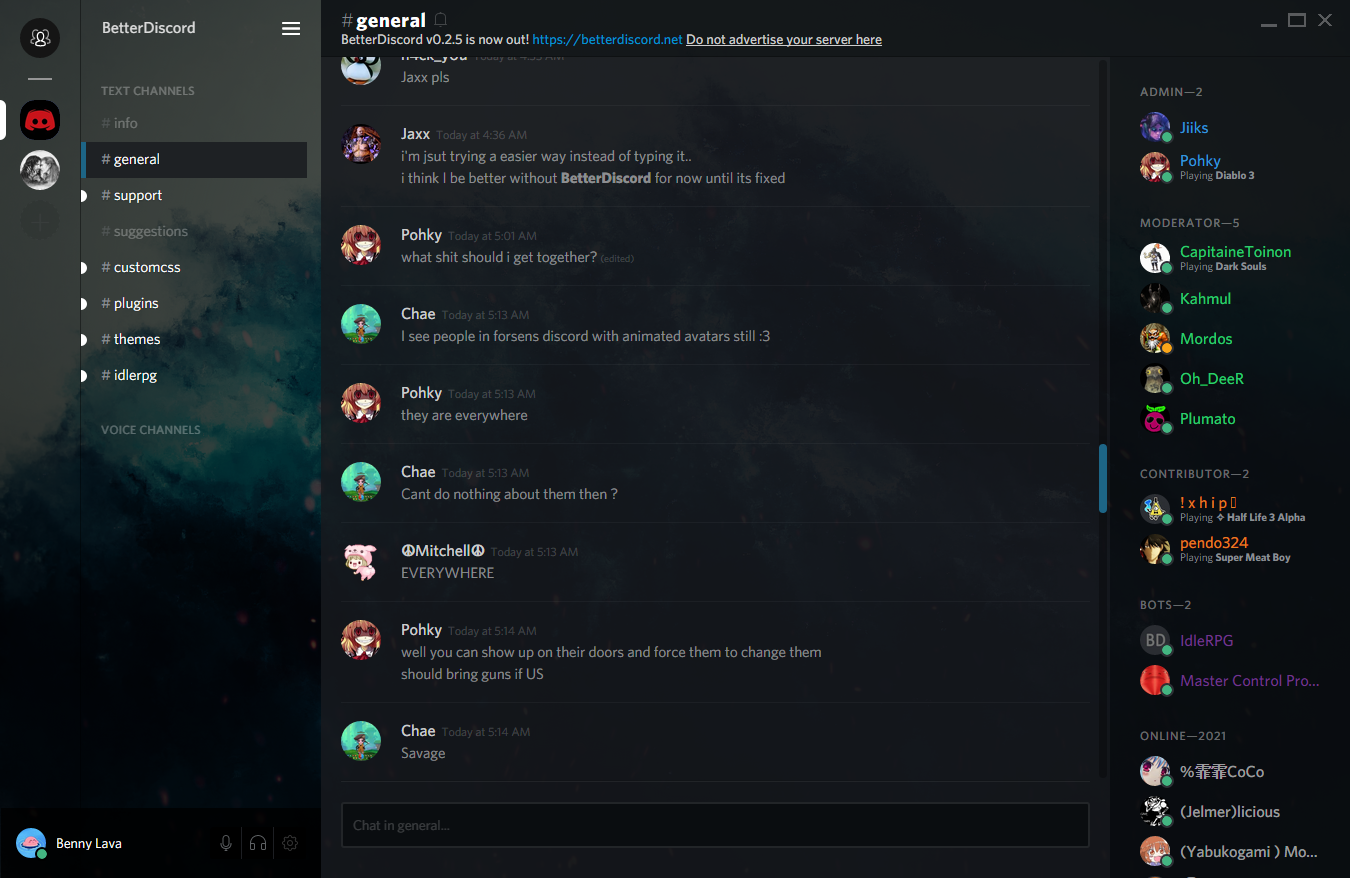 BetterDiscord
TEXT CHANNELS
# info
# general
# support
# suggestions
# customcss
# plugins
# themes
# idlerpg
VOICE CHANNELS
Benny Lava
# general
BetterDiscord v0.2.5 is now out! https://betterdiscord.net Do not advertise your server here
h4ck_y0u Today at 4:35 AM
Jaxx pls
Jaxx Today at 4:36 AM
i'm jsut trying a easier way instead of typing it..
i think I be better without BetterDiscord for now until its fixed
Pohky Today at 5:01 AM
what shit should i get together? (edited)
Chae Today at 5:13 AM
I see people in forsens discord with animated avatars still :3
Pohky Today at 5:13 AM
they are everywhere
Chae Today at 5:13 AM
Cant do nothing about them then ?
☮Mitchell☮ Today at 5:13 AM
EVERYWHERE
Pohky Today at 5:14 AM
well you can show up on their doors and force them to change them
should bring guns if US
Chae Today at 5:14 AM
Savage
Chat in general...
ADMIN—2
Jiiks
Pohky
Playing Diablo 3
MODERATOR—5
CapitaineToinon
Playing Dark Souls
Kahmul
Mordos
Oh_DeeR
Plumato
CONTRIBUTOR—2
! x h i p
Playing ✧ Half Life 3 Alpha
pendo324
Playing Super Meat Boy
BOTS—2
BD
IdleRPG
Master Control Pro...
ONLINE—2021
%霏霏CoCo
(Jelmer)licious
(Yabukogami ) Mo...